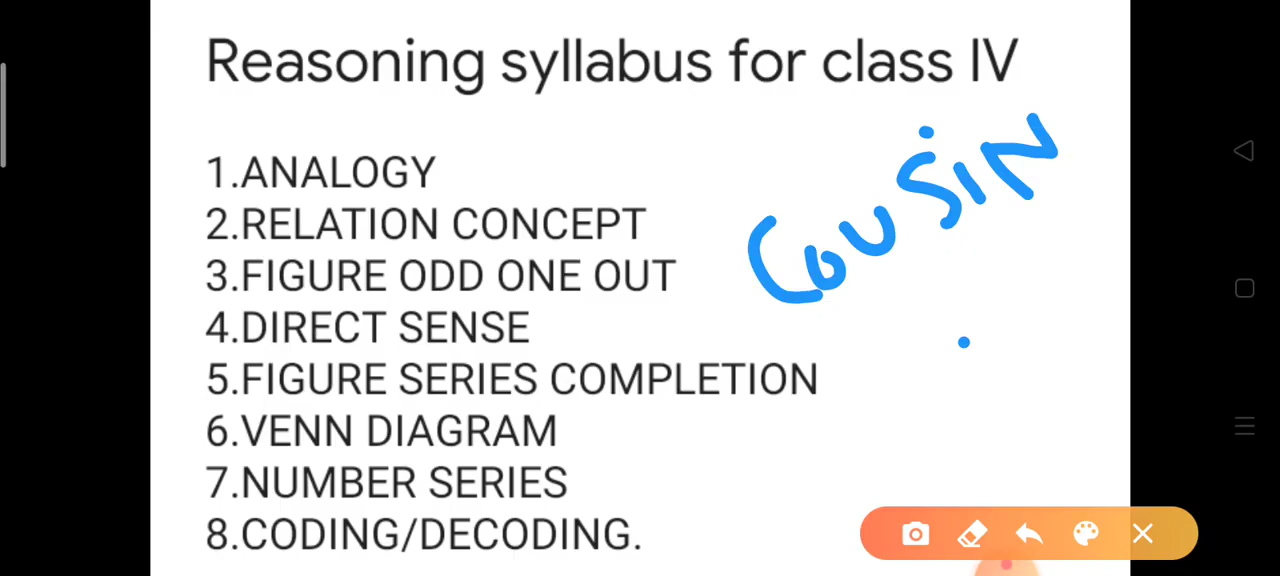 Reasoning syllabus for class IV
1.ANALOGY
2.RELATION CONCEPT
3.FIGURE ODD ONE OUT
4.DIRECT SENSE
5.FIGURE SERIES COMPLETION
6.VENN DIAGRAM
7.NUMBER SERIES
8.CODING/DECODING.
COUSIN